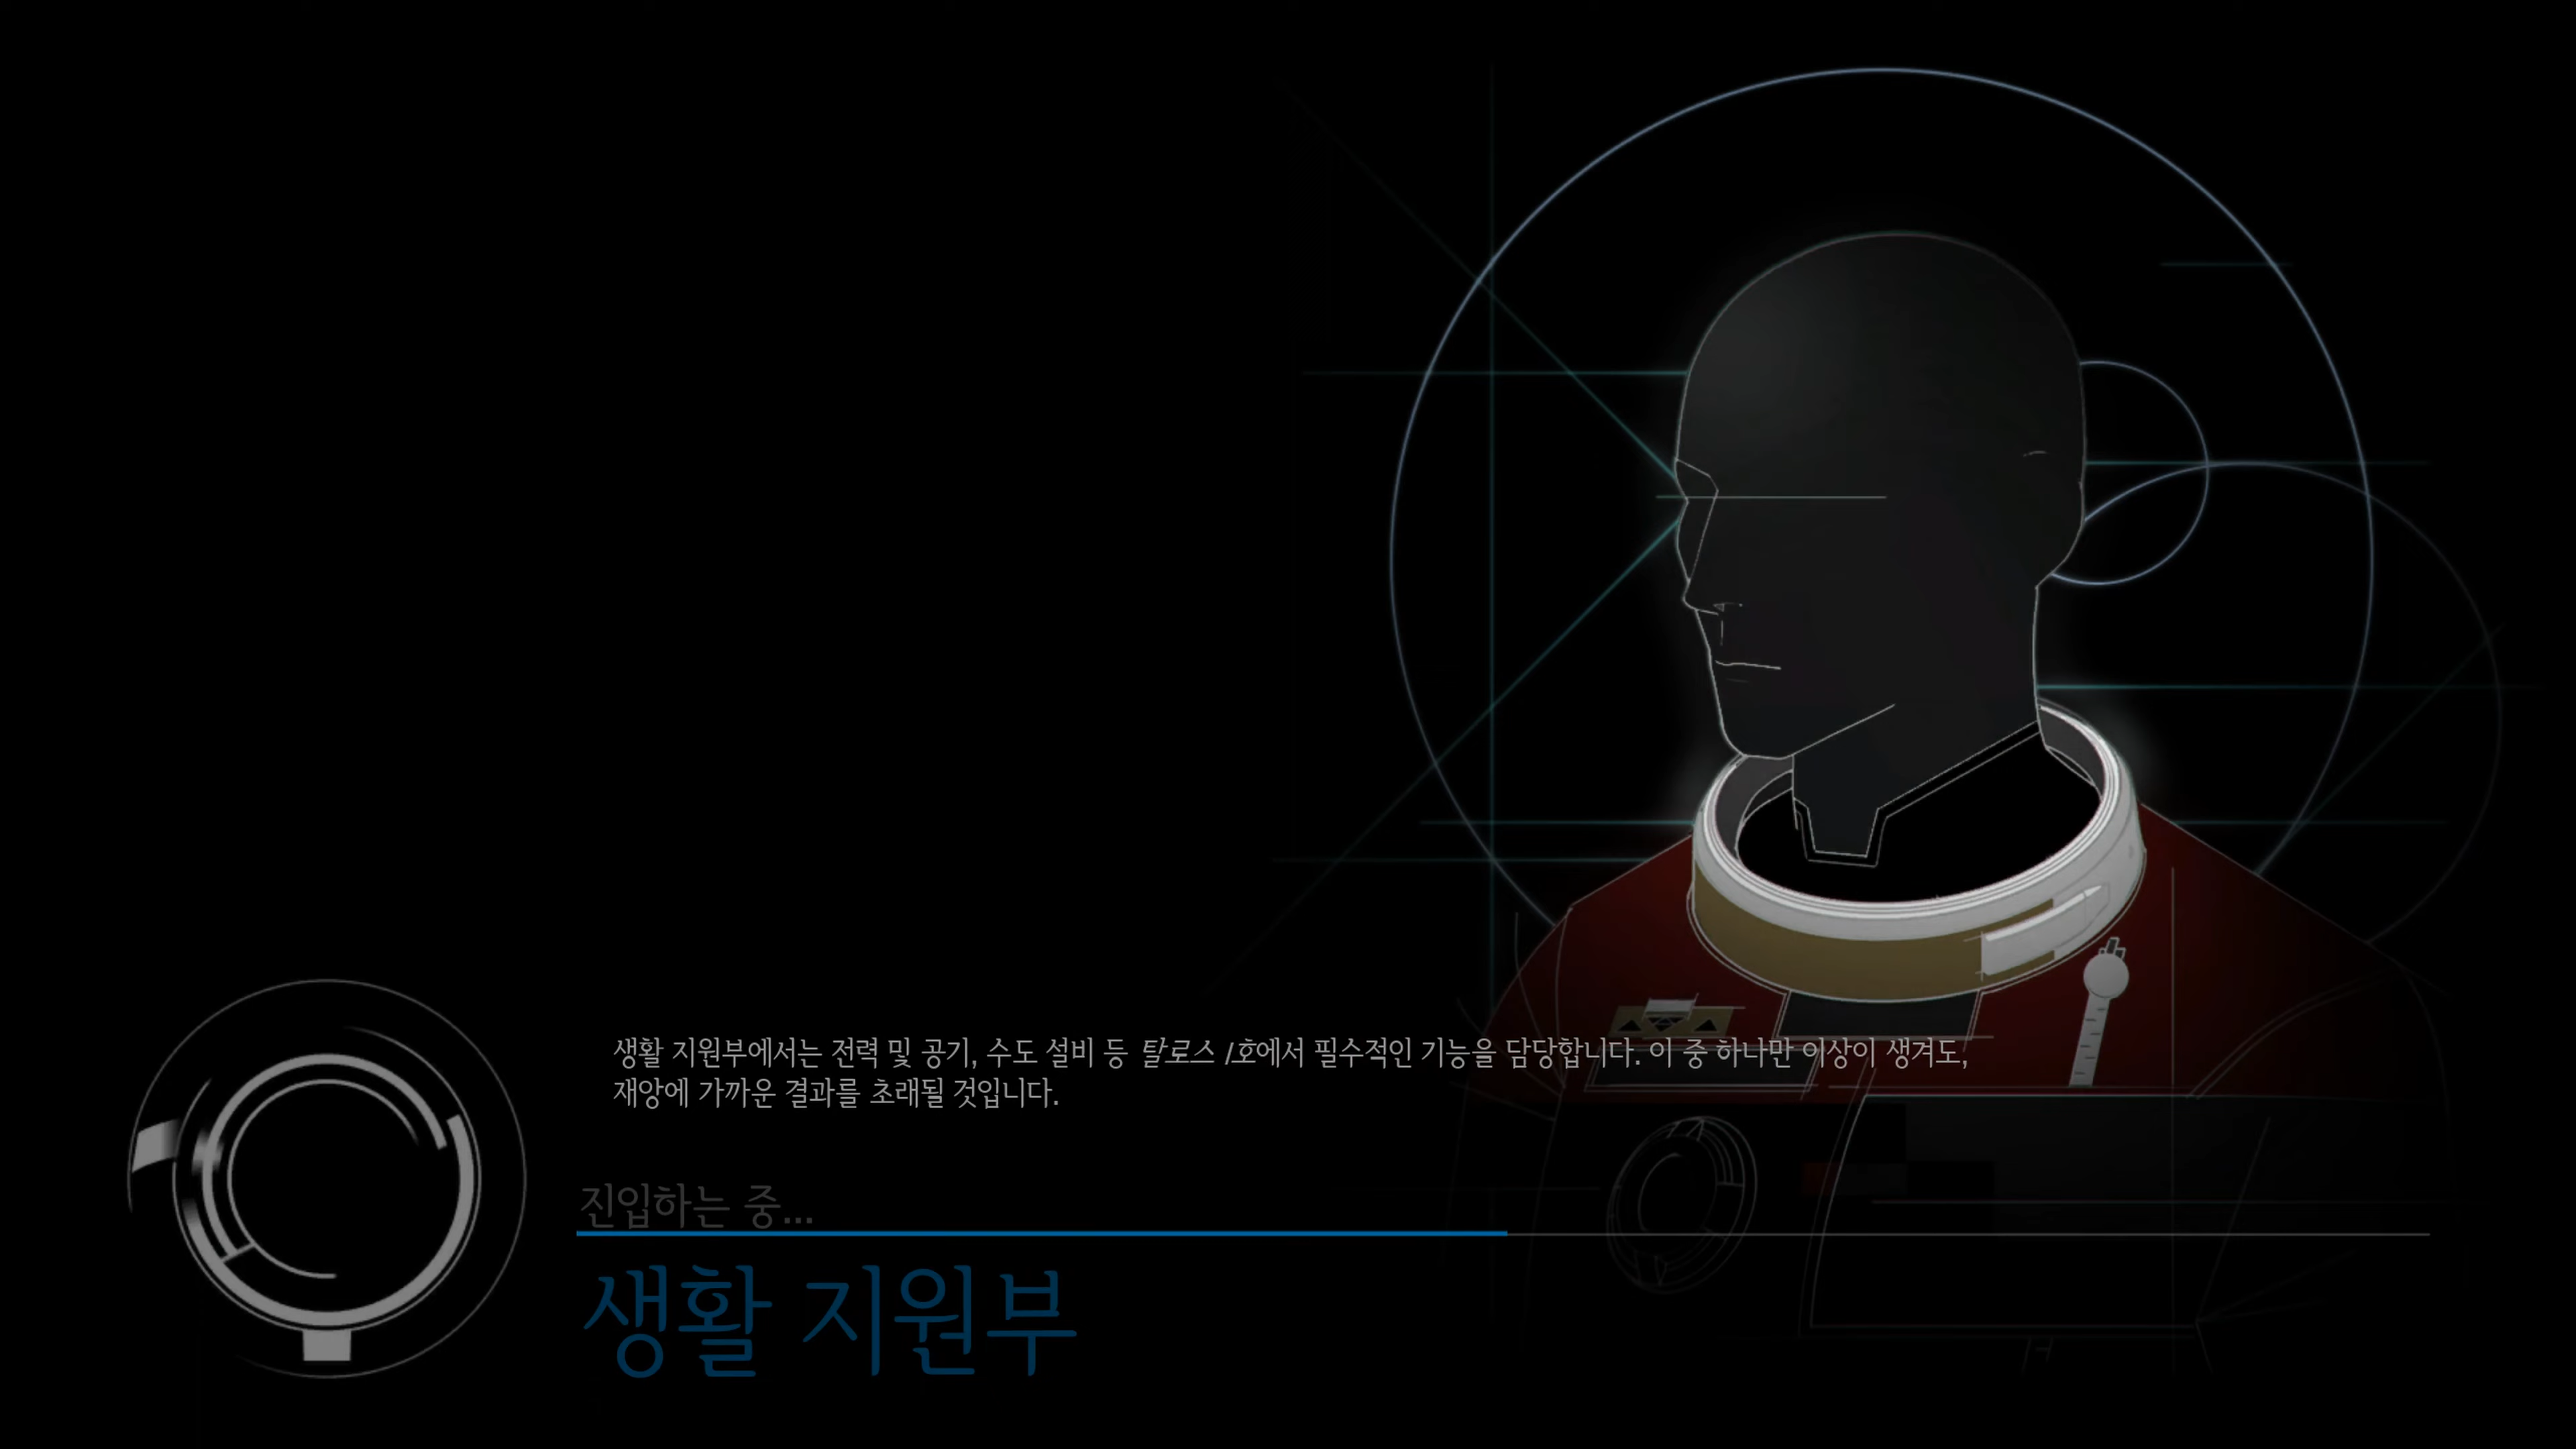 생활 지원부에서는 전력 및 공기, 수도 설비 등 탈로스 I호에서 필수적인 기능을 담당합니다. 이 중 하나만 이상이 생겨도,
재앙에 가까운 결과를 초래될 것입니다.
진입하는 중...
생활 지원부